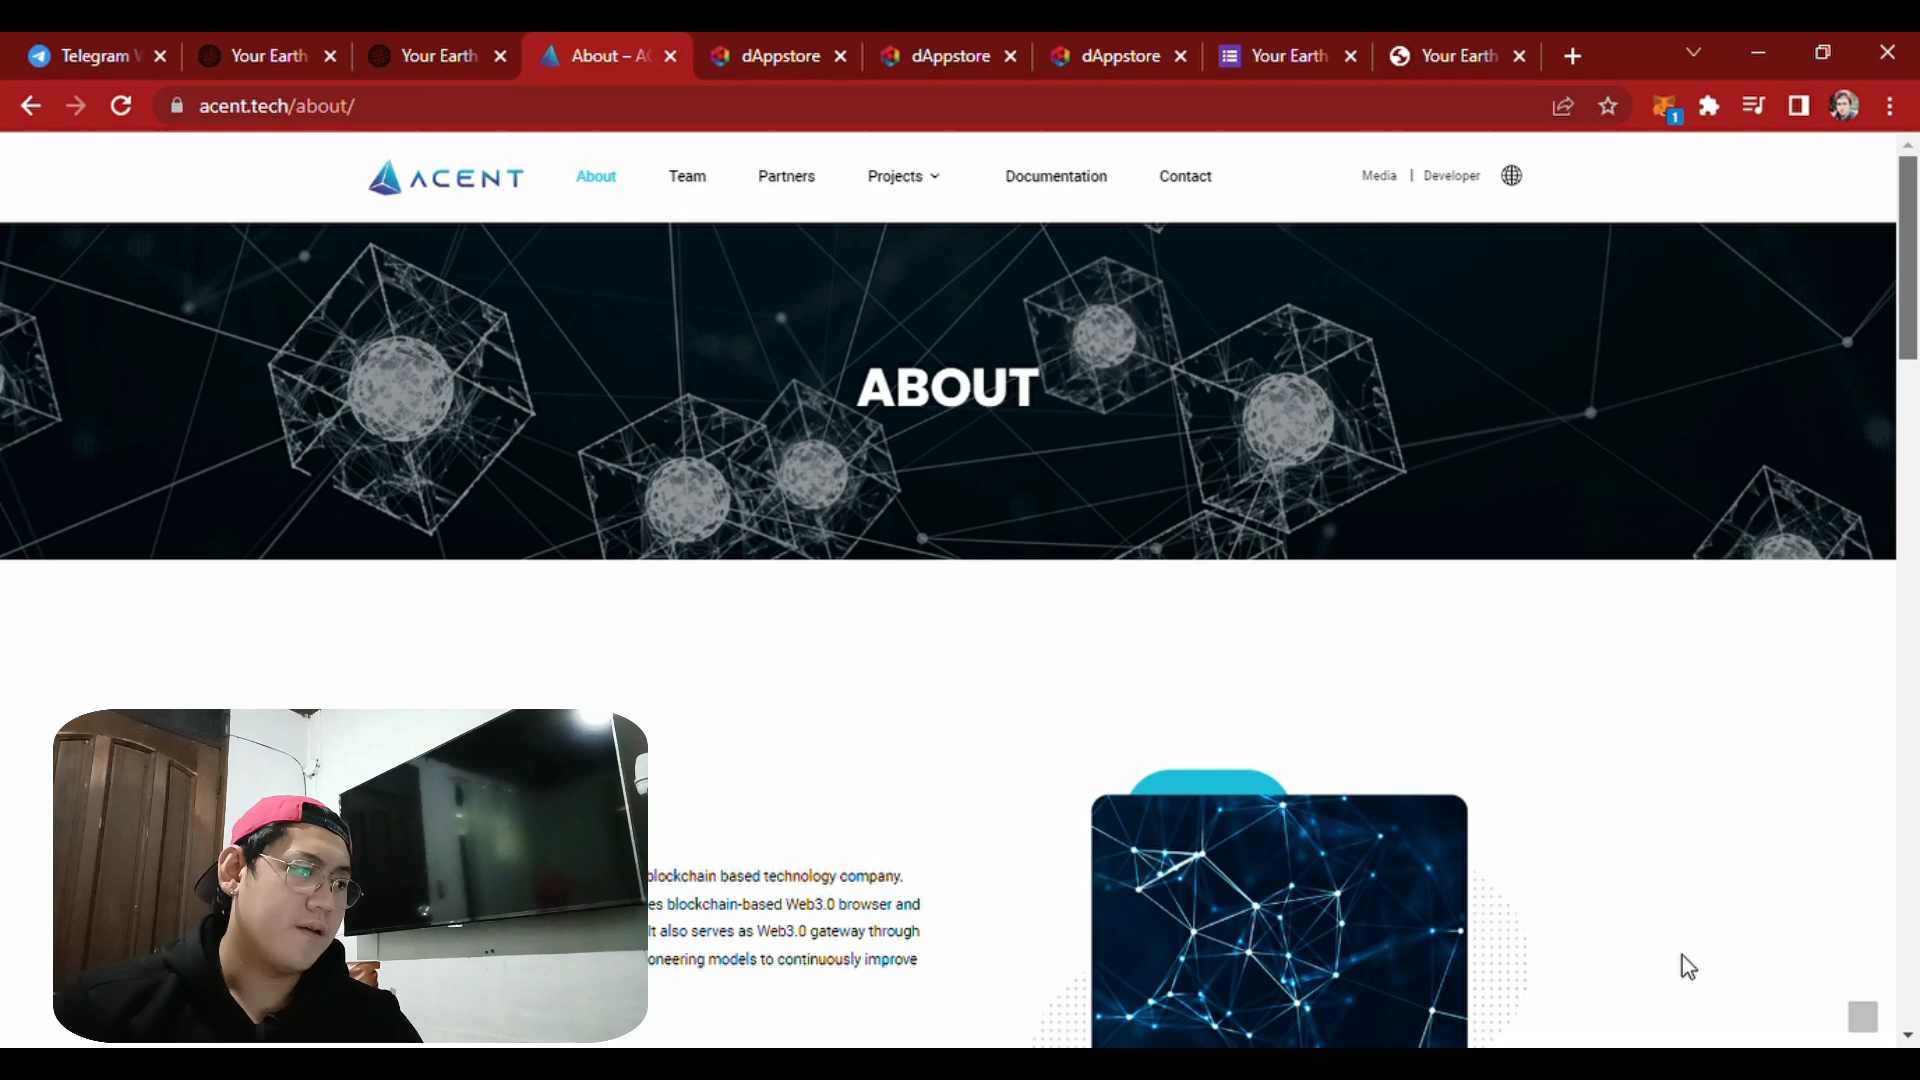 Telegram
Your Earth
Your Earth
About – AC
dAppstore
dAppstore
dAppstore
Your Earth
Your Earth
acent.tech/about/
1
ACENT
About
Team
Partners
Projects
Documentation
Contact
Media | Developer
ABOUT
blockchain based technology company.
es blockchain-based Web3.0 browser and
It also serves as Web3.0 gateway through
oneering models to continuously improve